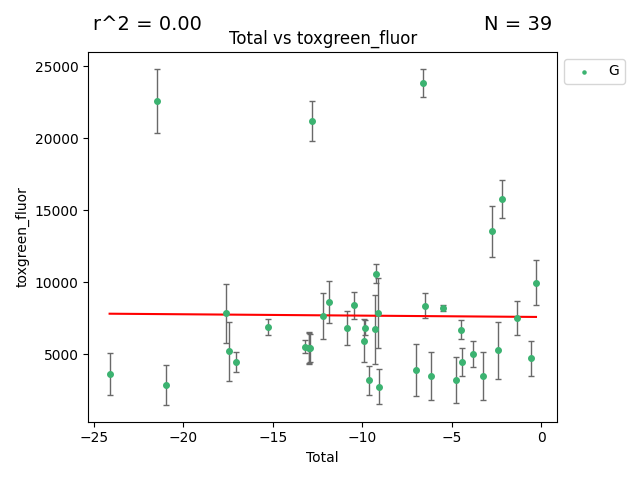 r^2 = 0.00
N = 39
Total vs toxgreen_fluor
G
25000
20000
15000
10000
5000
toxgreen_fluor
−25
−20
−15
−10
−5
0
Total